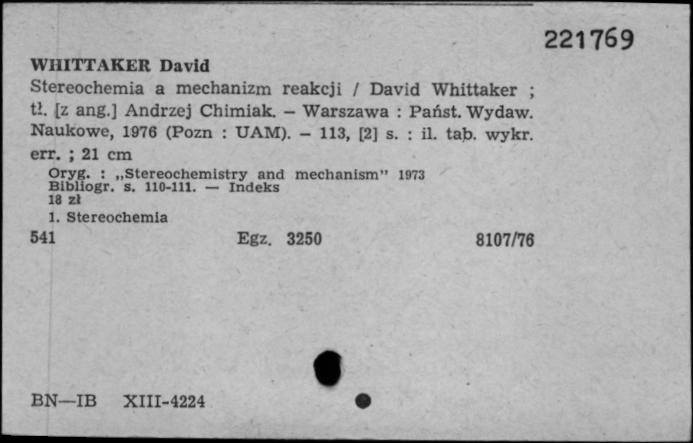 221769
WHITTAKER David
Stereochemia a mechanizm reakcji / David Whittaker ;
tł. [z ang.] Andrzej Chimiak. — Warszawa : Państ. Wydaw.
Naukowe, 1976 (Pozn : UAM). — 113, [2] s. : il. tab. wykr.
err. ; 21 cm
Oryg. : „Stereochemistry and mechanism” 1973
Bibliogr. s. 110-111. — Indeks
18 zł
1. Stereochemia
541 Egz. 3250 8107/76
BN—IB XIII-4224